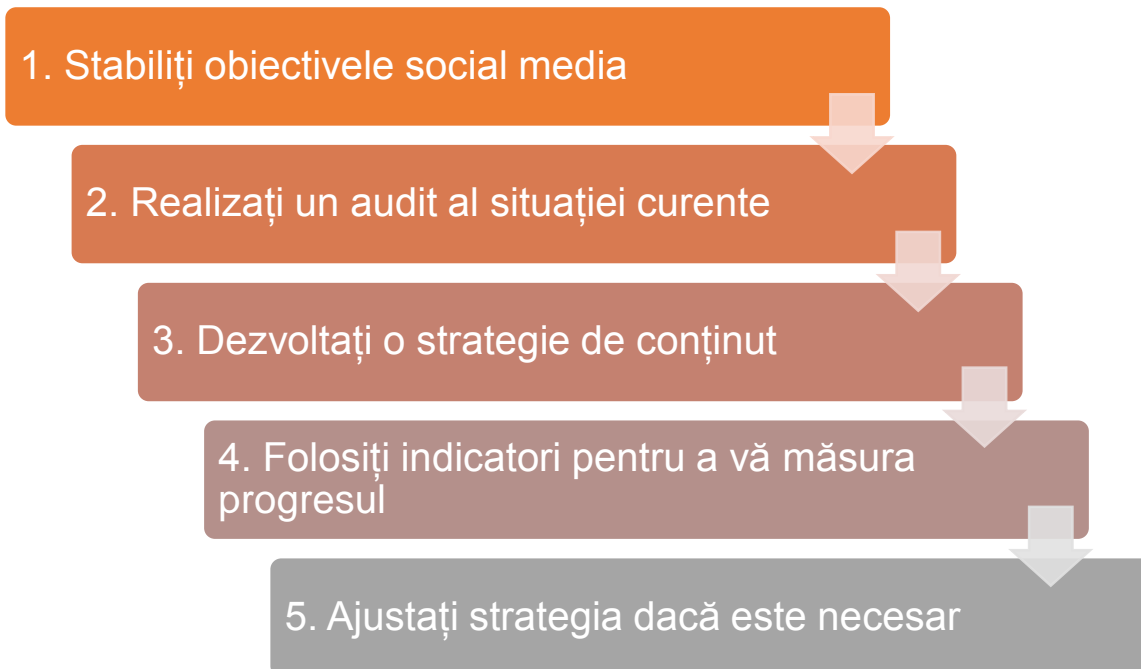 1. Stabiliți obiectivele social media
2. Realizați un audit al situației curente
3. Dezvoltați o strategie de conținut
4. Folosiți indicatori pentru a vă măsura
progresul
5. Ajustați strategia dacă este necesar